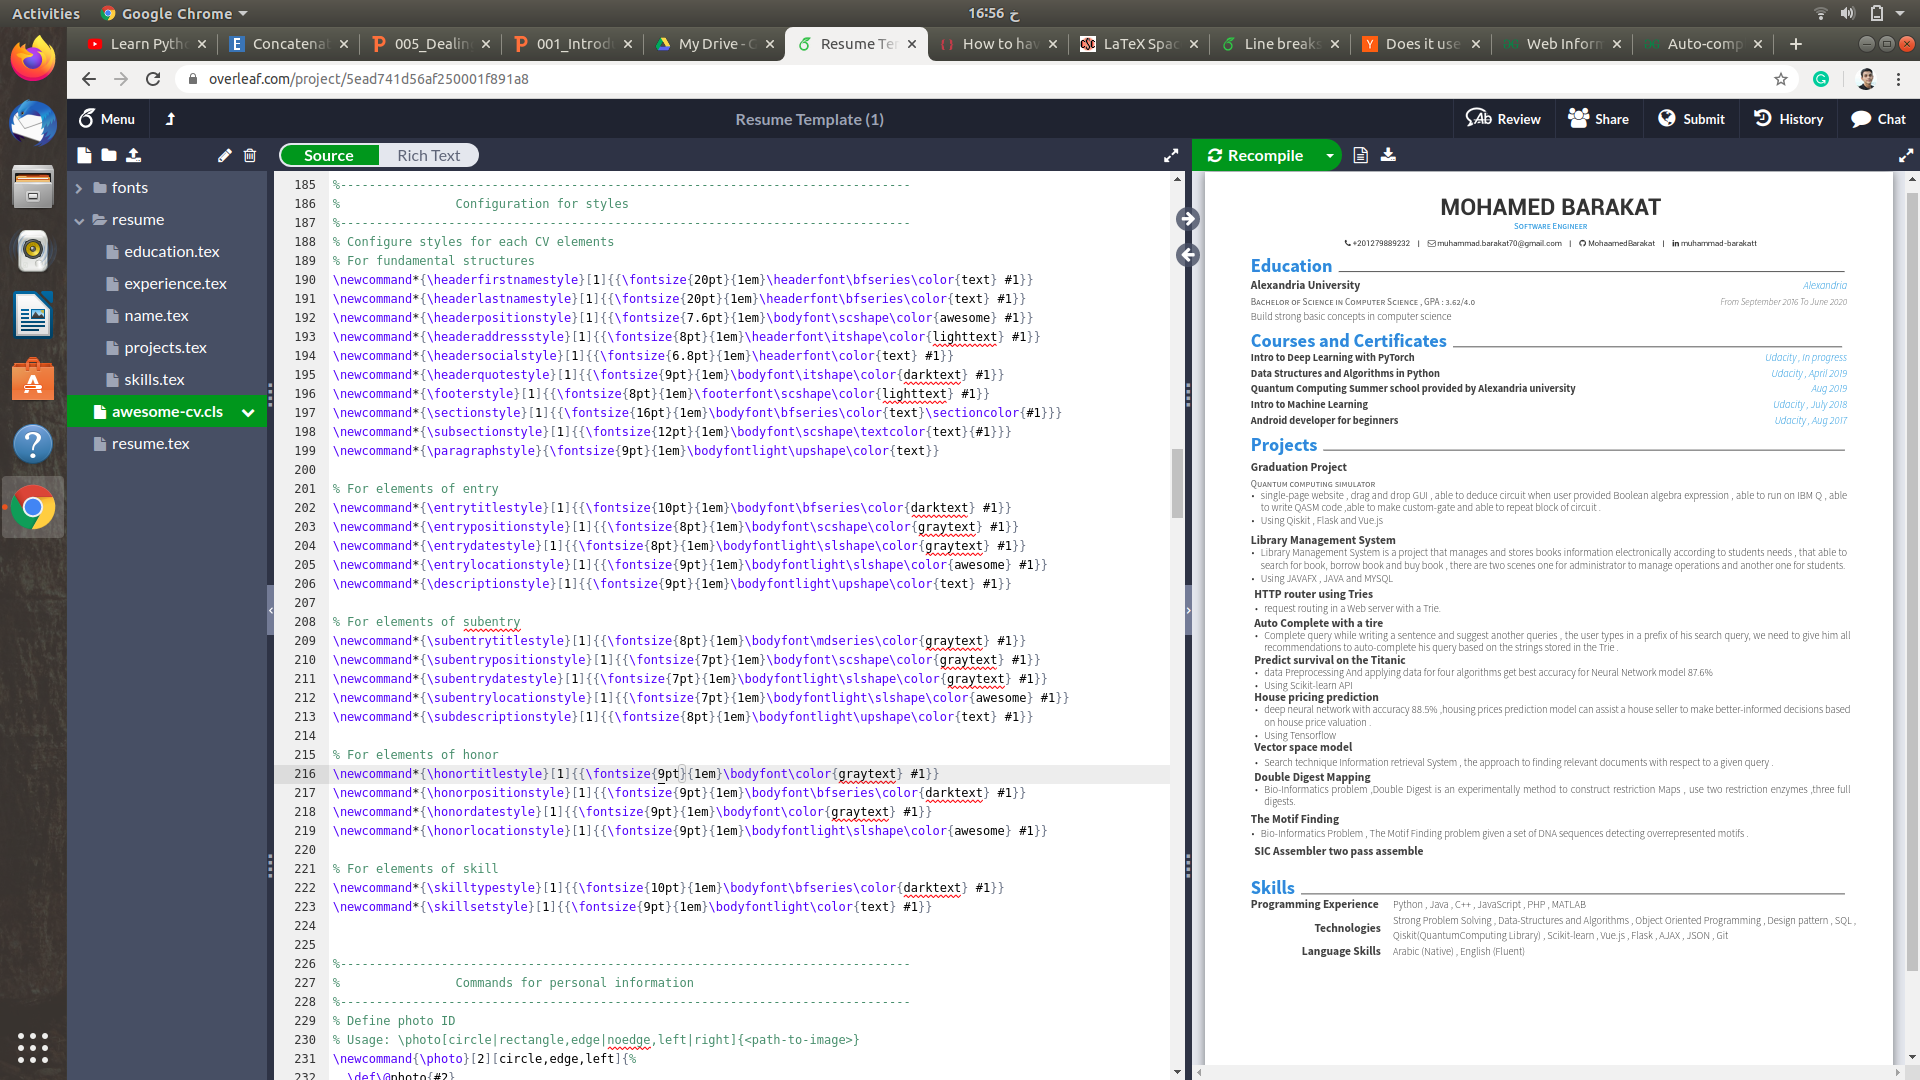 Activities
Google Chrome
16:56 خ
Learn Pyth
Concatena
005_Dealin
001_Introd
My Drive - G
Resume Te
How to ha
LaTeX Spac
Line breaks
Does it use
Web Inform
Auto-comp
overleaf.com/project/5ead741d56af250001f891a8
Menu
Resume Template (1)
Review
Share
Submit
History
Chat
Source
Rich Text
Recompile
fonts
resume
education.tex
experience.tex
name.tex
projects.tex
skills.tex
awesome-cv.cls
resume.tex
185 %-------------------------------------------------------------------------------
186 %                Configuration for styles
187 %-------------------------------------------------------------------------------
188 % Configure styles for each CV elements
189 % For fundamental structures
190 \newcommand*{\headerfirstnamestyle}[1]{{\fontsize{20pt}{1em}\headerfont\bfseries\color{text} #1}}
191 \newcommand*{\headerlastnamestyle}[1]{{\fontsize{20pt}{1em}\headerfont\bfseries\color{text} #1}}
192 \newcommand*{\headerpositionstyle}[1]{{\fontsize{7.6pt}{1em}\bodyfont\scshape\color{awesome} #1}}
193 \newcommand*{\headeraddressstyle}[1]{{\fontsize{8pt}{1em}\headerfont\itshape\color{lighttext} #1}}
194 \newcommand*{\headersocialstyle}[1]{{\fontsize{6.8pt}{1em}\headerfont\color{text} #1}}
195 \newcommand*{\headerquotestyle}[1]{{\fontsize{9pt}{1em}\bodyfont\itshape\color{darktext} #1}}
196 \newcommand*{\footerstyle}[1]{{\fontsize{8pt}{1em}\footerfont\scshape\color{lighttext} #1}}
197 \newcommand*{\sectionstyle}[1]{{\fontsize{16pt}{1em}\bodyfont\bfseries\color{text}\sectioncolor{#1}}}
198 \newcommand*{\subsectionstyle}[1]{{\fontsize{12pt}{1em}\bodyfont\scshape\textcolor{text}{#1}}}
199 \newcommand*{\paragraphstyle}{\fontsize{9pt}{1em}\bodyfontlight\upshape\color{text}}
200
201 % For elements of entry
202 \newcommand*{\entrytitlestyle}[1]{{\fontsize{10pt}{1em}\bodyfont\bfseries\color{darktext} #1}}
203 \newcommand*{\entrypositionstyle}[1]{{\fontsize{8pt}{1em}\bodyfont\scshape\color{graytext} #1}}
204 \newcommand*{\entrydatestyle}[1]{{\fontsize{8pt}{1em}\bodyfontlight\slshape\color{graytext} #1}}
205 \newcommand*{\entrylocationstyle}[1]{{\fontsize{9pt}{1em}\bodyfontlight\slshape\color{awesome} #1}}
206 \newcommand*{\descriptionstyle}[1]{{\fontsize{9pt}{1em}\bodyfontlight\upshape\color{text} #1}}
207
208 % For elements of subentry
209 \newcommand*{\subentrytitlestyle}[1]{{\fontsize{8pt}{1em}\bodyfont\mdseries\color{graytext} #1}}
210 \newcommand*{\subentrypositionstyle}[1]{{\fontsize{7pt}{1em}\bodyfont\scshape\color{graytext} #1}}
211 \newcommand*{\subentrydatestyle}[1]{{\fontsize{7pt}{1em}\bodyfontlight\slshape\color{graytext} #1}}
212 \newcommand*{\subentrylocationstyle}[1]{{\fontsize{7pt}{1em}\bodyfontlight\slshape\color{awesome} #1}}
213 \newcommand*{\subdescriptionstyle}[1]{{\fontsize{8pt}{1em}\bodyfontlight\upshape\color{text} #1}}
214
215 % For elements of honor
216 \newcommand*{\honortitlestyle}[1]{{\fontsize{9pt}{1em}\bodyfont\color{graytext} #1}}
217 \newcommand*{\honorpositionstyle}[1]{{\fontsize{9pt}{1em}\bodyfont\bfseries\color{darktext} #1}}
218 \newcommand*{\honordatestyle}[1]{{\fontsize{9pt}{1em}\bodyfont\color{graytext} #1}}
219 \newcommand*{\honorlocationstyle}[1]{{\fontsize{9pt}{1em}\bodyfontlight\slshape\color{awesome} #1}}
220
221 % For elements of skill
222 \newcommand*{\skilltypestyle}[1]{{\fontsize{10pt}{1em}\bodyfont\bfseries\color{darktext} #1}}
223 \newcommand*{\skillsetstyle}[1]{{\fontsize{9pt}{1em}\bodyfontlight\color{text} #1}}
224
225
226 %-------------------------------------------------------------------------------
227 %                Commands for personal information
228 %-------------------------------------------------------------------------------
229 % Define photo ID
230 % Usage: \photo[circle|rectangle,edge|noedge,left|right]{<path-to-image>}
231 \newcommand{\photo}[2][circle,edge,left]{%
232 \def\@photo{#2}
MOHAMED BARAKAT
Software Engineer
+201279889232 | muhammad.barakat70@gmail.com | MohaamedBarakat | muhammad-barakatt
Education
Alexandria University Alexandria
Bachelor of Science in Computer Science , GPA : 3.62/4.0 From September 2016 To June 2020
Build strong basic concepts in computer science
Courses and Certificates
Intro to Deep Learning with PyTorch Udacity , In progress
Data Structures and Algorithms in Python Udacity , April 2019
Quantum Computing Summer school provided by Alexandria university Aug 2019
Intro to Machine Learning Udacity , July 2018
Android developer for beginners Udacity , Aug 2017
Projects
Graduation Project
Quantum computing simulator
• single-page website , drag and drop GUI , able to deduce circuit when user provided Boolean algebra expression , able to run on IBM Q , able
to write QASM code ,able to make custom-gate and able to repeat block of circuit .
• Using Qiskit , Flask and Vue.js
Library Management System
• Library Management System is a project that manages and stores books information electronically according to students needs , that able to
search for book, borrow book and buy book , there are two scenes one for administrator to manage operations and another one for students.
• Using JAVAFX , JAVA and MYSQL
HTTP router using Tries
• request routing in a Web server with a Trie.
Auto Complete with a tire
• Complete query while writing a sentence and suggest another queries , the user types in a prefix of his search query, we need to give him all
recommendations to auto-complete his query based on the strings stored in the Trie .
Predict survival on the Titanic
• data Preprocessing And applying data for four algorithms get best accuracy for Neural Network model 87.6%
• Using Scikit-learn API
House pricing prediction
• deep neural network with accuracy 88.5% ,housing prices prediction model can assist a house seller to make better-informed decisions based
on house price valuation .
• Using Tensorflow
Vector space model
• Search technique Information retrieval System , the approach to finding relevant documents with respect to a given query .
Double Digest Mapping
• Bio-Informatics problem ,Double Digest is an experimentally method to construct restriction Maps , use two restriction enzymes ,three full
digests.
The Motif Finding
• Bio-Informatics Problem , The Motif Finding problem given a set of DNA sequences detecting overrepresented motifs .
SIC Assembler two pass assemble
Skills
Programming Experience Python , Java , C++ , JavaScript , PHP , MATLAB
Technologies Strong Problem Solving , Data-Structures and Algorithms , Object Oriented Programming , Design pattern , SQL ,
Qiskit(QuantumComputing Library) , Scikit-learn , Vue.js , Flask , AJAX , JSON , Git
Language Skills Arabic (Native) , English (Fluent)